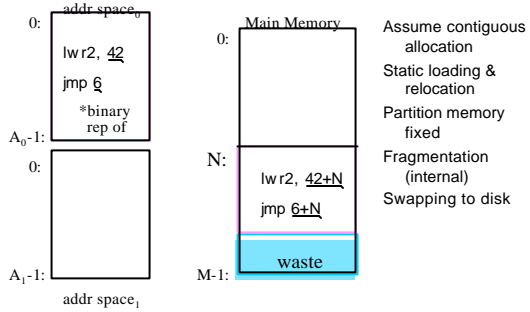 addr space₀
0:
lw r2, 42
jmp 6
*binary
rep of
A₀-1:
0:
A₁-1:
addr space₁
Main Memory
0:
N:
lw r2, 42+N
jmp 6+N
waste
M-1:
Assume contiguous
allocation
Static loading &
relocation
Partition memory
fixed
Fragmentation
(internal)
Swapping to disk